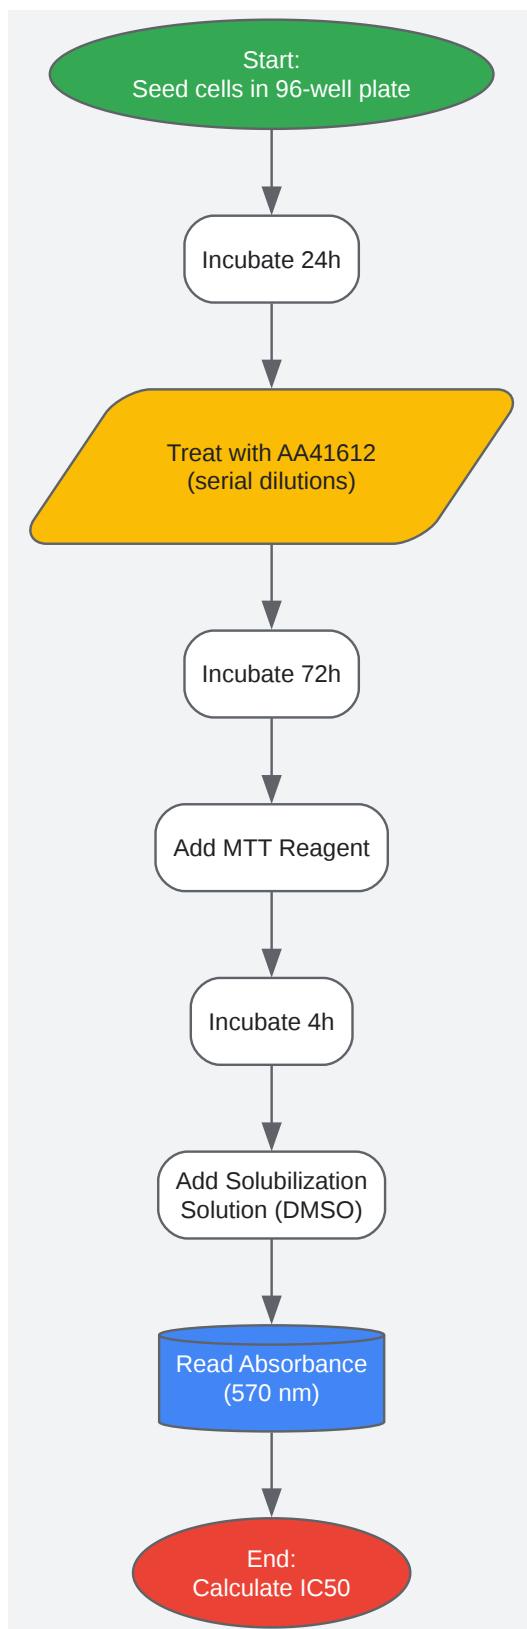 Start:
Seed cells in 96-well plate
Incubate 24h
Treat with AA41612
(serial dilutions)
Incubate 72h
Add MTT Reagent
Incubate 4h
Add Solubilization
Solution (DMSO)
Read Absorbance
(570 nm)
End:
Calculate IC50